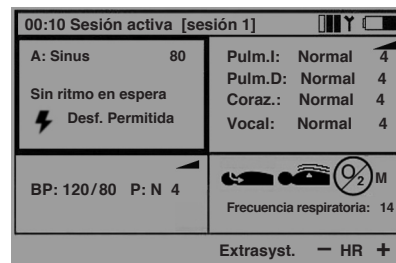 00:10 Sesión activa [sesión 1]
A: Sinus 80
Sin ritmo en espera
Desf. Permitida
Pulm.I: Normal 4
Pulm.D: Normal 4
Coraz.: Normal 4
Vocal: Normal 4
BP: 120/80 P: N 4
O2 M
Frecuencia respiratoria: 14
Extrasyst. − HR +